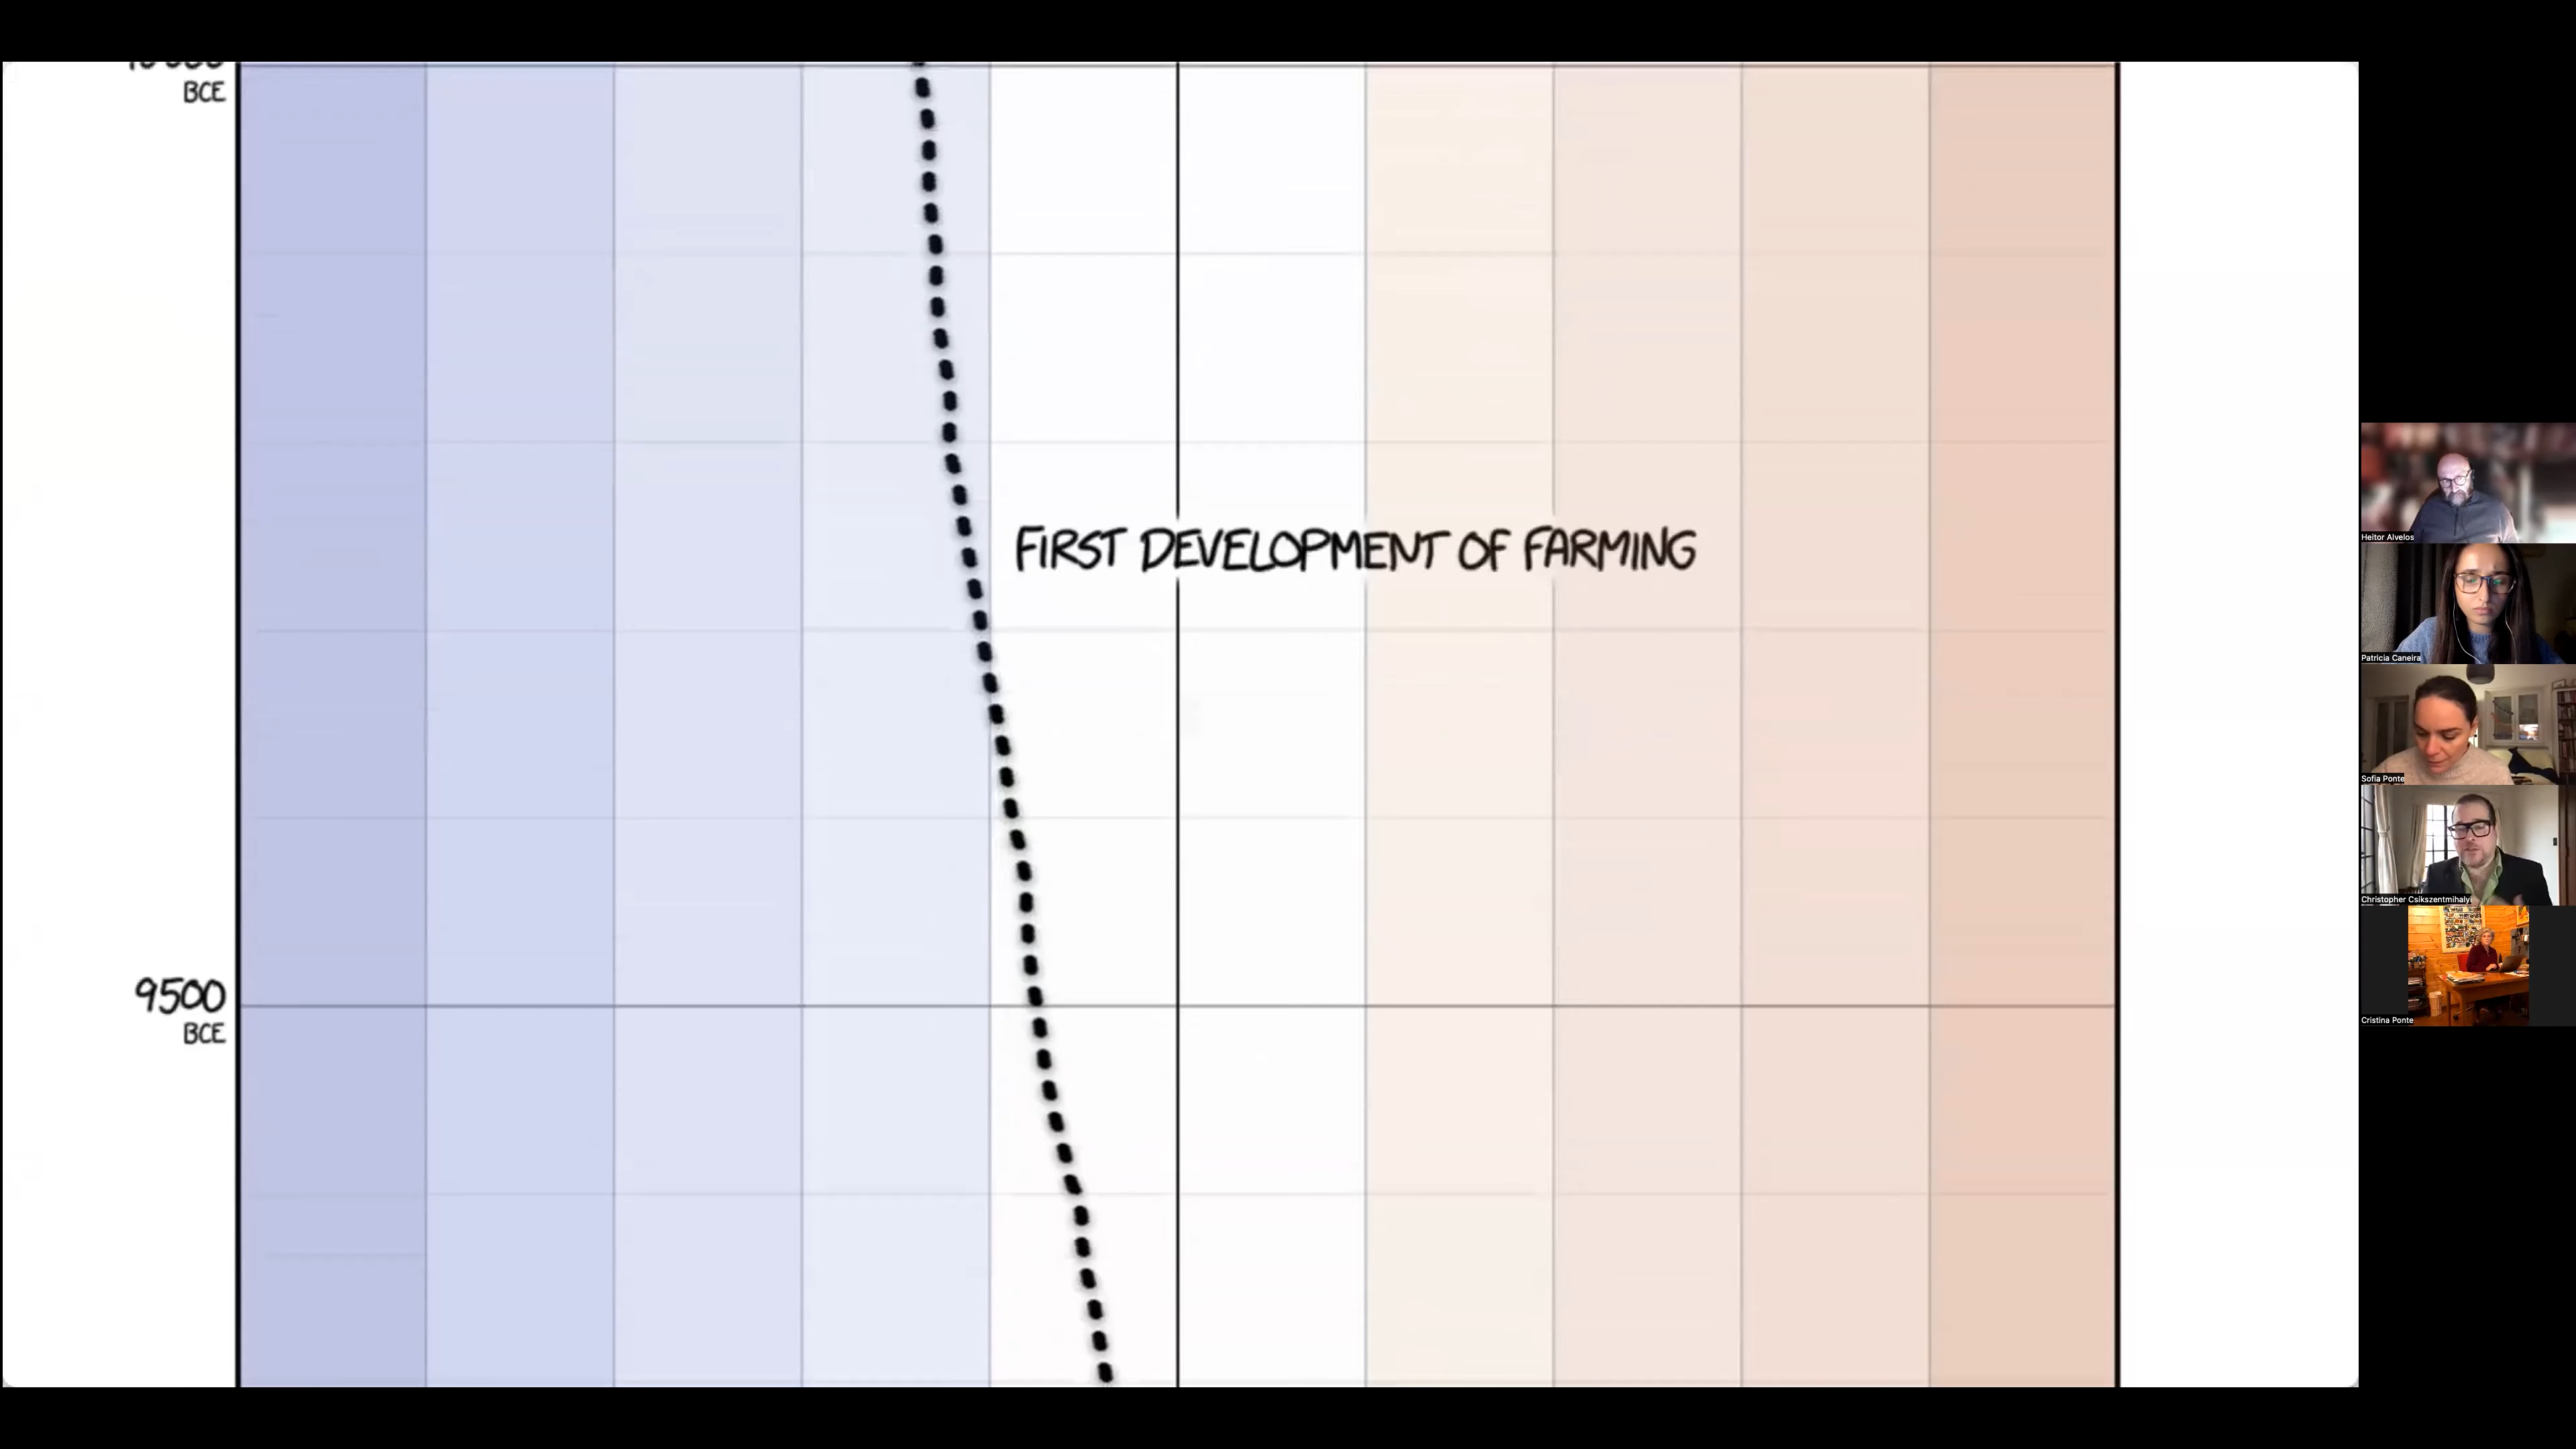 BCE
FIRST DEVELOPMENT OF FARMING
9500
BCE
Heitor Alvelos
Patricia Caneira
Sofia Ponte
Christopher Csikszentmihalyi
Cristina Ponte